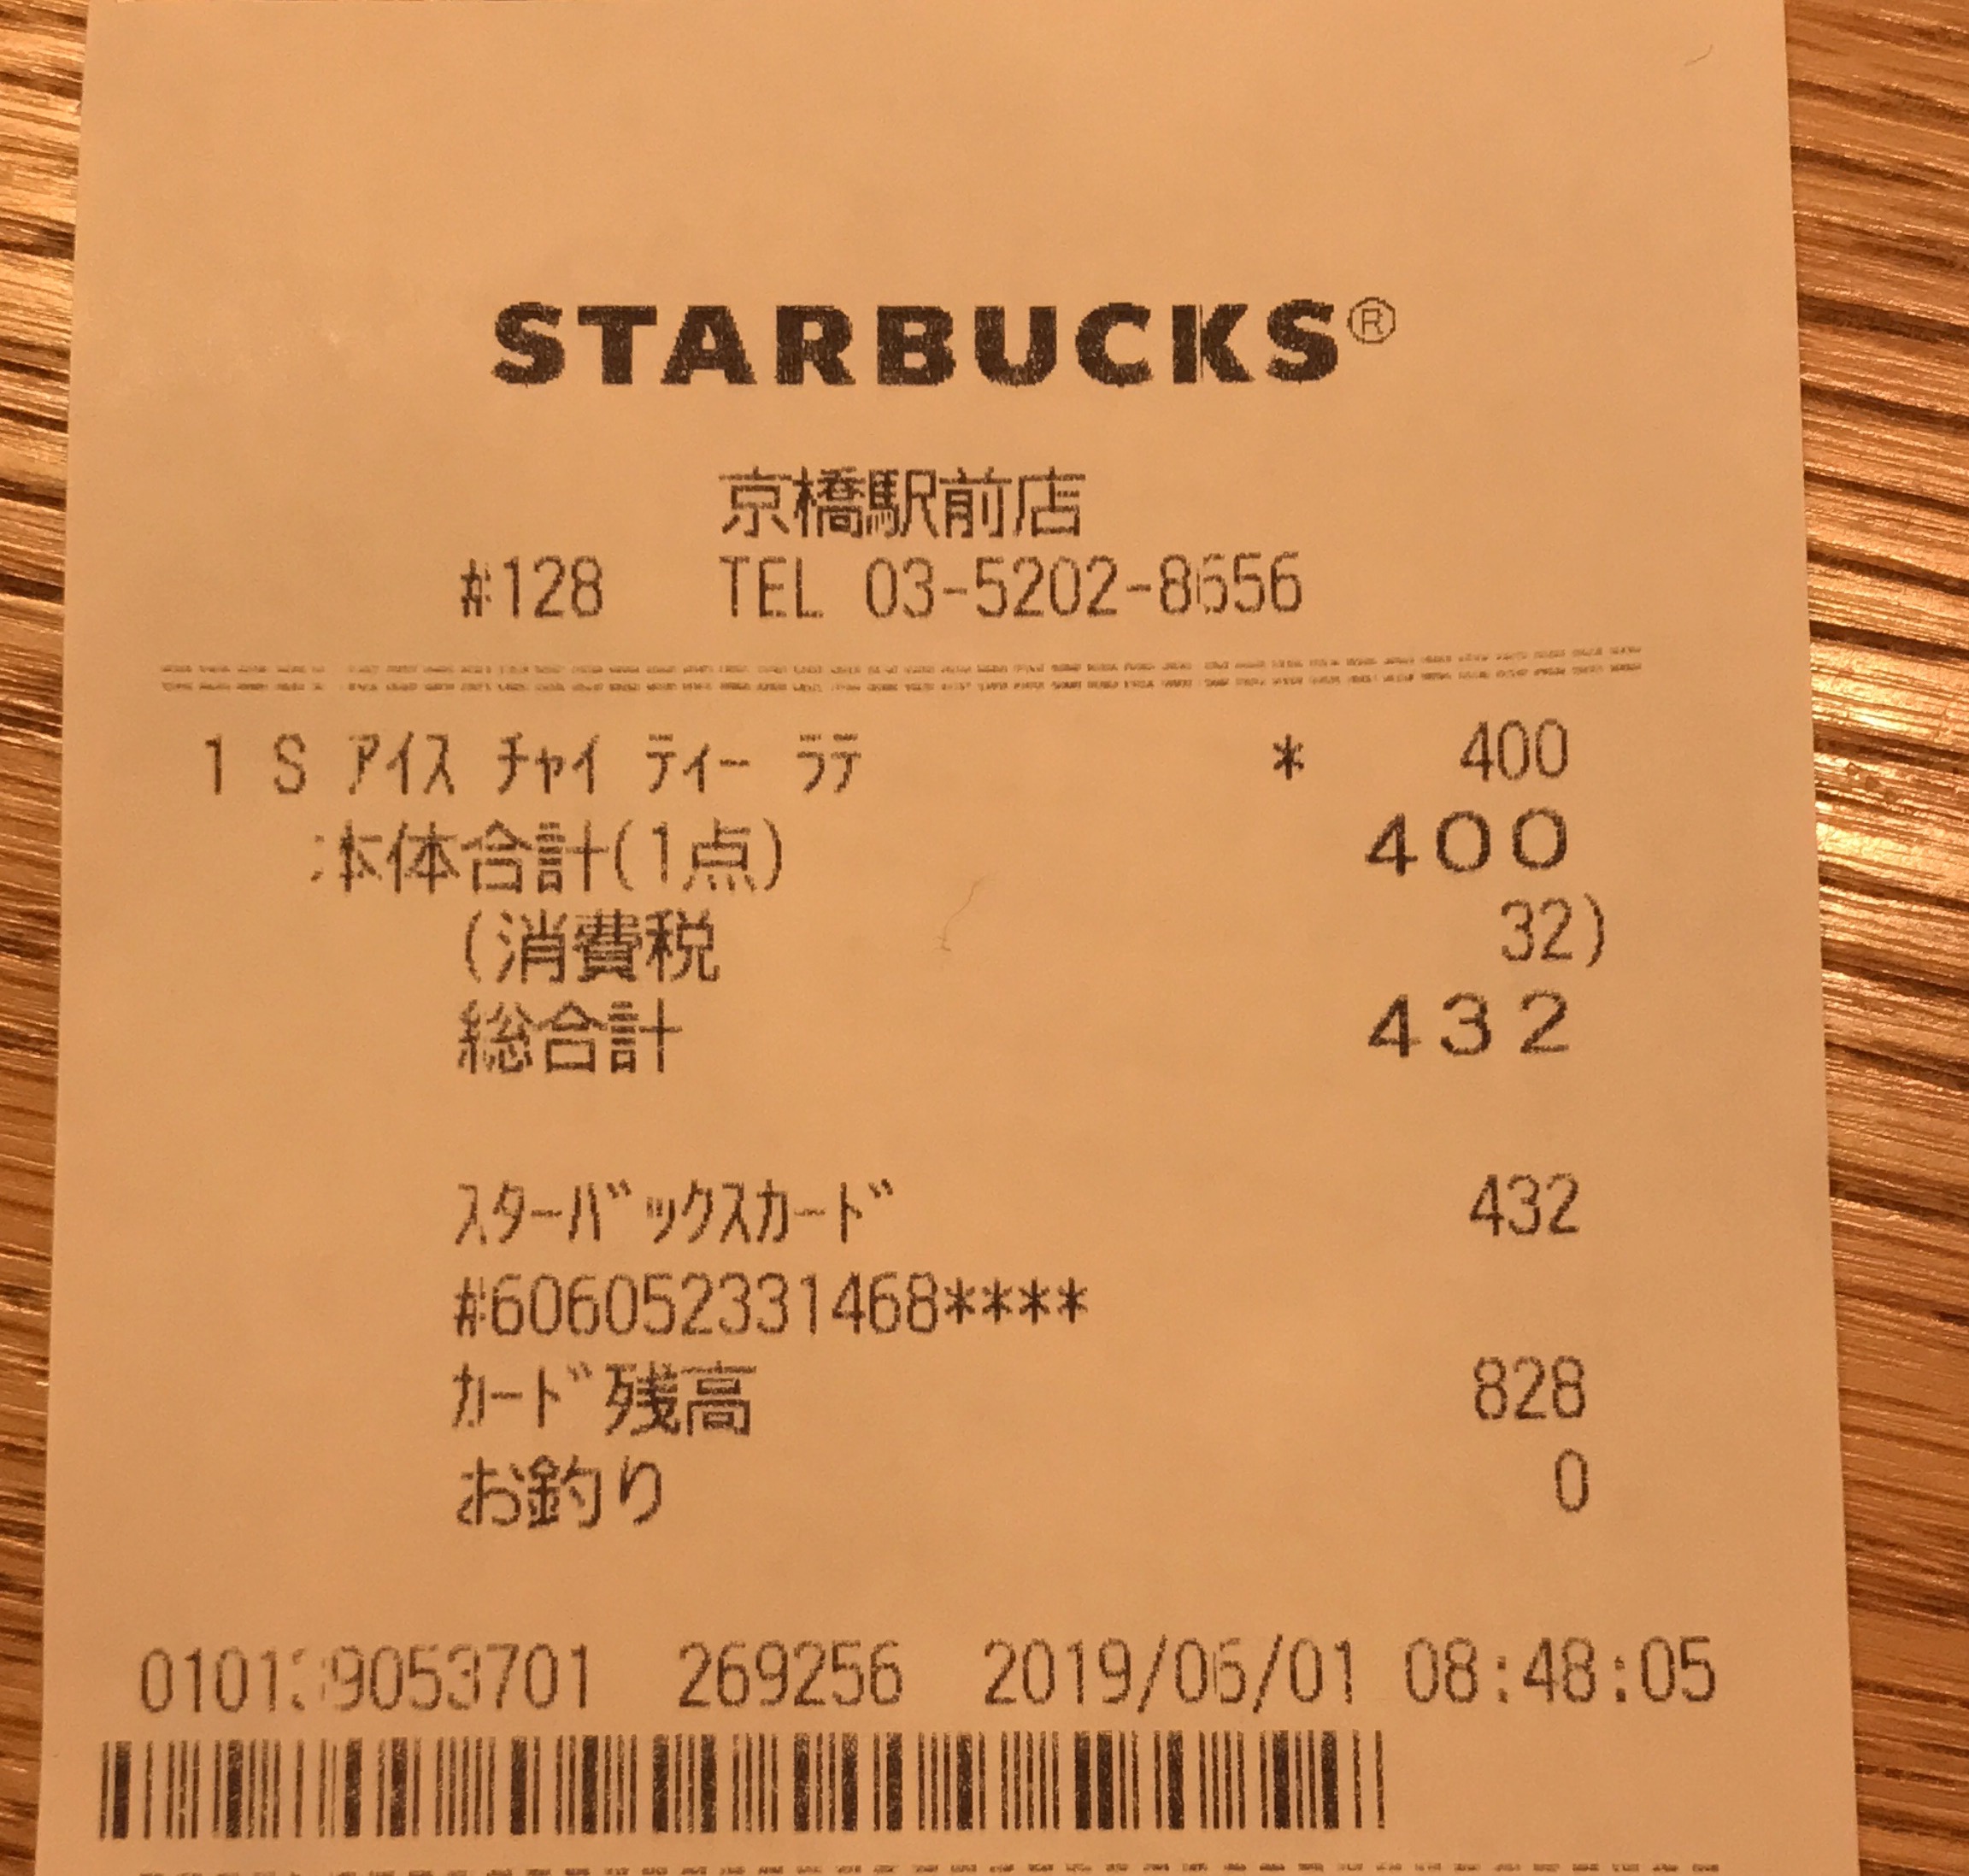 STARBUCKS®
京橋駅前店
#128 TEL 03-5202-8656
1 S ｱｲｽ ﾁｬｲ ﾃｨｰ ﾗﾃ * 400
本体合計(1点) 400
(消費税 32)
総合計 432
ｽﾀｰﾊﾞｯｸｽｶｰﾄﾞ 432
#606052331468****
ｶｰﾄﾞ残高 828
お釣り 0
269256 2019/06/01 08:48:05